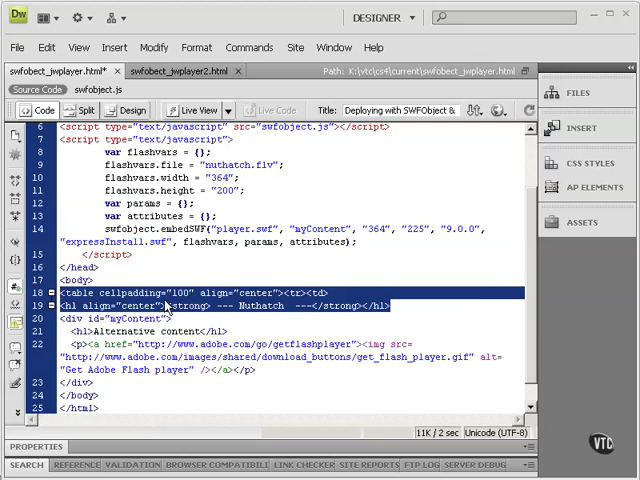 Dw
DESIGNER
File Edit View Insert Modify Format Commands Site Window Help
swfobect_jwplayer.html* swfobect_jwplayer2.html Path: K:\vtc\cs4\current\swfobect_jwplayer.html
Source Code swfobject.js
Code Split Design Live View Live Code Title: Deploying with SWFObject &
6 <script type="text/javascript" src="swfobject.js"></script>
7 <script type="text/javascript">
8 var flashvars = {};
9 flashvars.file = "nuthatch.flv";
10 flashvars.width = "364";
11 flashvars.height = "200";
12 var params = {};
13 var attributes = {};
14 swfobject.embedSWF("player.swf", "myContent", "364", "225", "9.0.0",
"expressInstall.swf", flashvars, params, attributes);
15 </script>
16 </head>
17 <body>
18 <table cellpadding="100" align="center"><tr><td>
19 <h1 align="center"><strong> --- Nuthatch ---</strong></h1>
20 <div id="myContent">
21 <h1>Alternative content</h1>
22 <p><a href="http://www.adobe.com/go/getflashplayer"><img src=
"http://www.adobe.com/images/shared/download_buttons/get_flash_player.gif" alt=
"Get Adobe Flash player" /></a></p>
23 </div>
24 </body>
25 </html>
11K / 2 sec Unicode (UTF-8)
PROPERTIES
SEARCH REFERENCE VALIDATION BROWSER COMPATIBILI LINK CHECKER SITE REPORTS FTP LOG SERVER DEBUG
FILES
INSERT
CSS STYLES
AP ELEMENTS
ASSETS
VTC